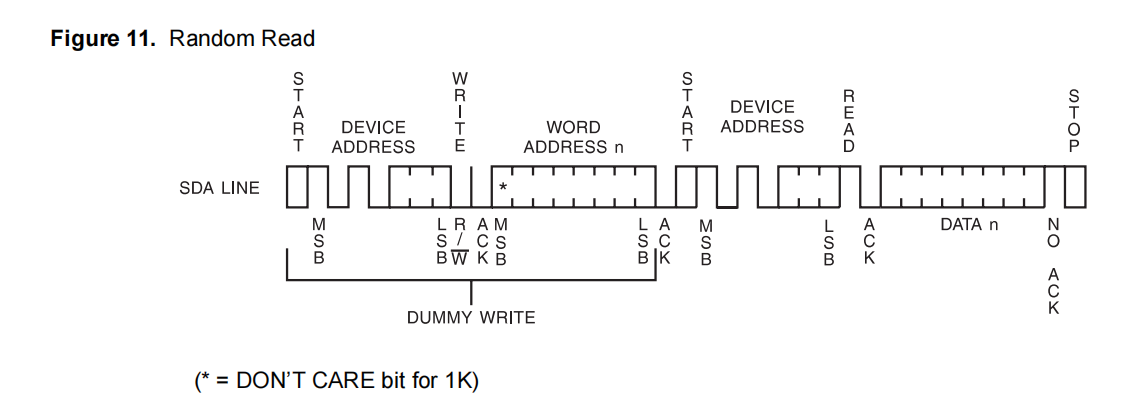 Figure 11. Random Read
START
WRITE
START
READ
STOP
DEVICE
ADDRESS
WORD
ADDRESS n
DEVICE
ADDRESS
SDA LINE
*
MSB
LSB
R/W̅
ACK
MSB
LSB
ACK
MSB
LSB
ACK
DATA n
NO ACK
DUMMY WRITE
(* = DON'T CARE bit for 1K)